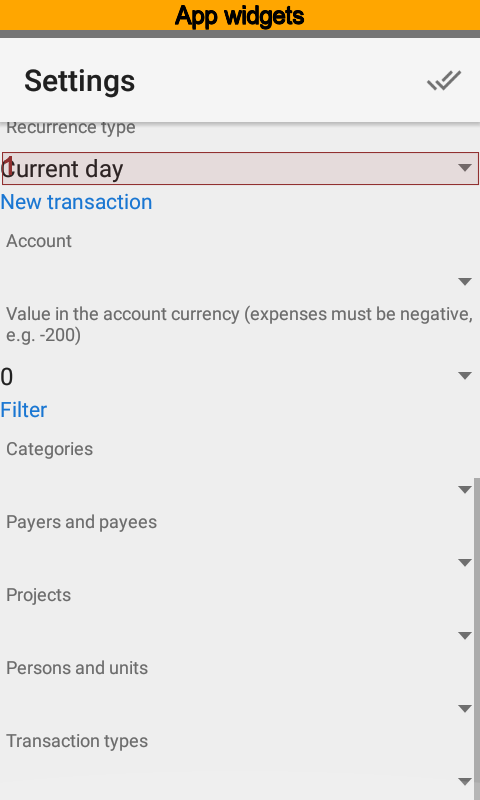 App widgets
Settings
Recurrence type
1
Current day
New transaction
Account
Value in the account currency (expenses must be negative,
e.g. -200)
0
Filter
Categories
Payers and payees
Projects
Persons and units
Transaction types